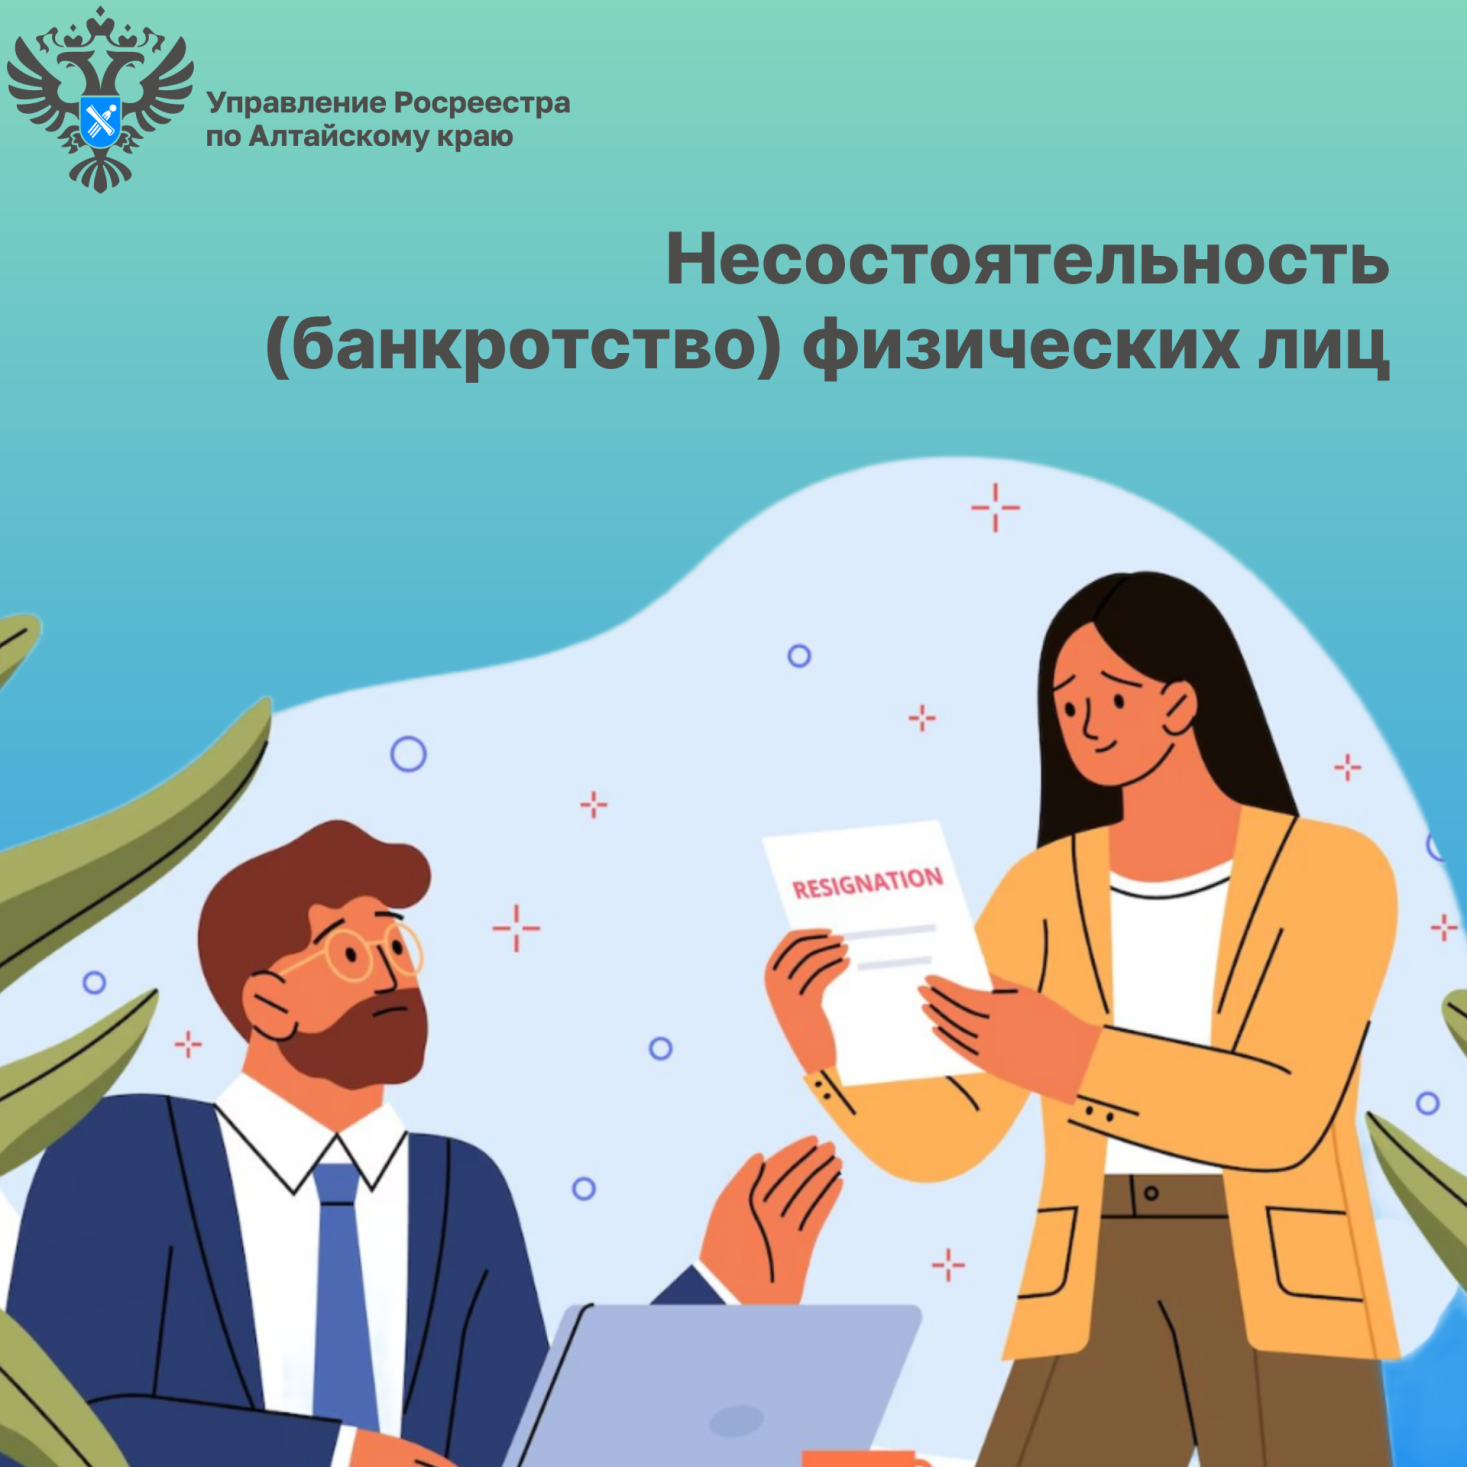 Управление Росреестра
по Алтайскому краю
Несостоятельность
(банкротство) физических лиц
RESIGNATION